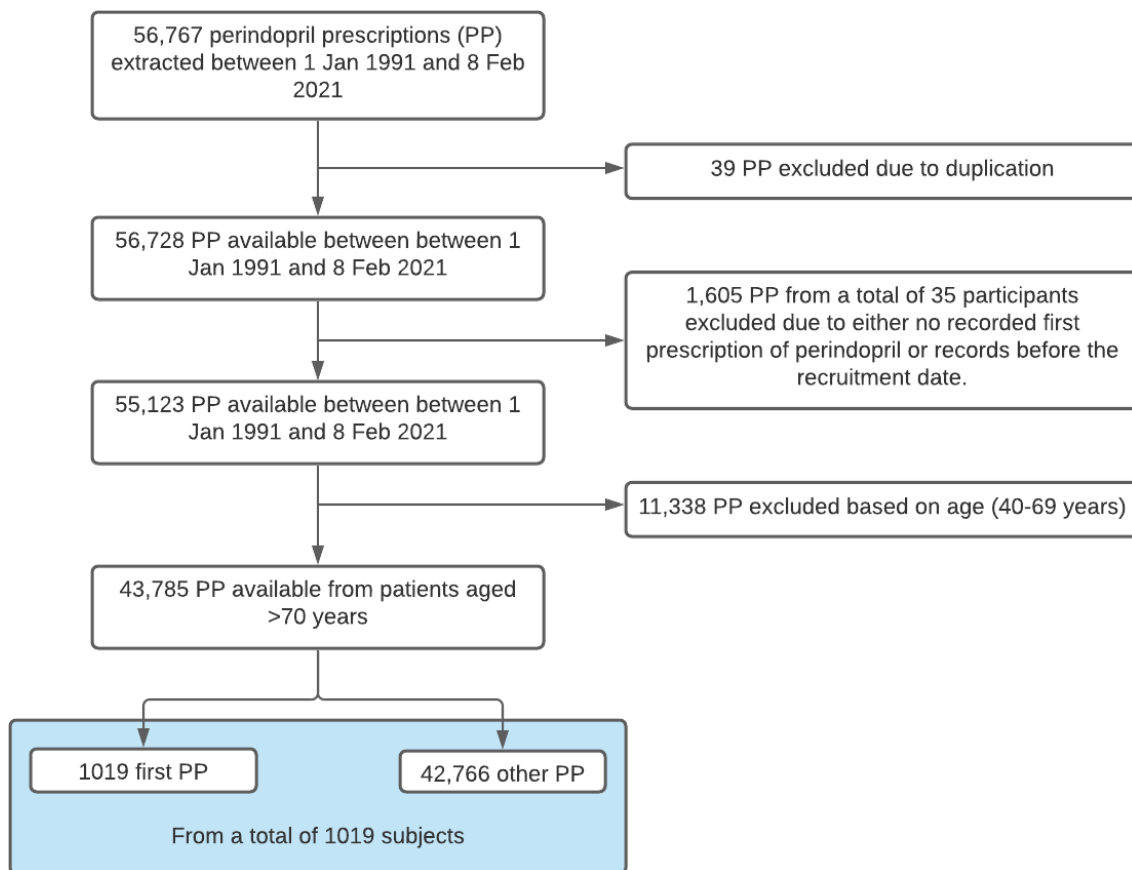 56,767 perindopril prescriptions (PP)
extracted between 1 Jan 1991 and 8 Feb
2021
39 PP excluded due to duplication
56,728 PP available between between 1
Jan 1991 and 8 Feb 2021
1,605 PP from a total of 35 participants
excluded due to either no recorded first
prescription of perindopril or records before the
recruitment date.
55,123 PP available between between 1
Jan 1991 and 8 Feb 2021
11,338 PP excluded based on age (40-69 years)
43,785 PP available from patients aged
>70 years
1019 first PP
42,766 other PP
From a total of 1019 subjects